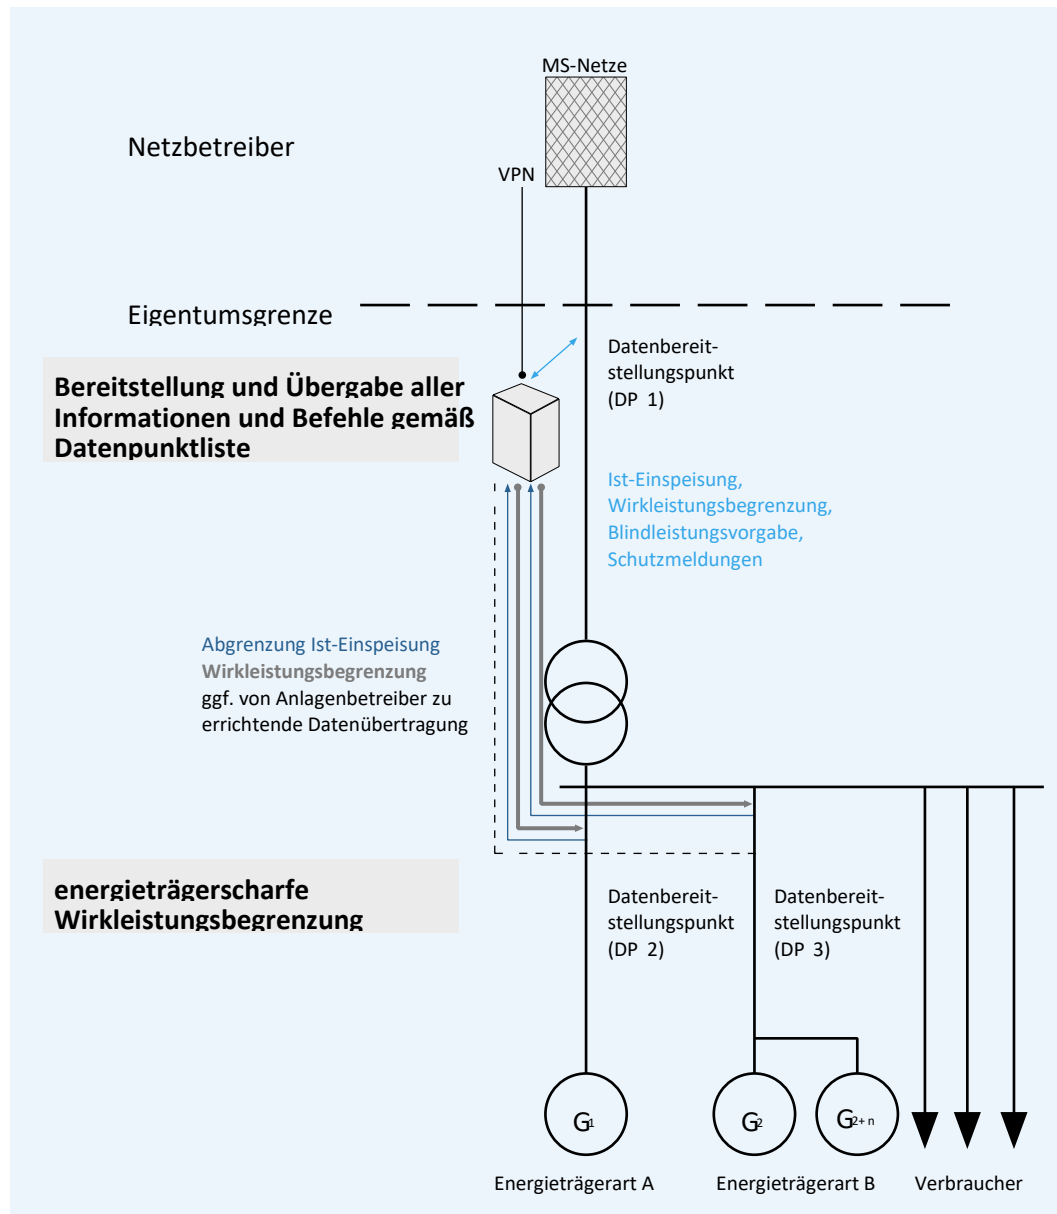 MS-Netze
Netzbetreiber
VPN
Eigentumsgrenze
Datenbereit-
stellungspunkt
(DP 1)
Bereitstellung und Übergabe aller
Informationen und Befehle gemäß
Datenpunktliste
Ist-Einspeisung,
Wirkleistungsbegrenzung,
Blindleistungsvorgabe,
Schutzmeldungen
Abgrenzung Ist-Einspeisung
Wirkleistungsbegrenzung
ggf. von Anlagenbetreiber zu
errichtende Datenübertragung
energieträgerscharfe
Wirkleistungsbegrenzung
Datenbereit-
stellungspunkt
(DP 2)
Datenbereit-
stellungspunkt
(DP 3)
G1
G2
G2+n
Energieträgerart A
Energieträgerart B
Verbraucher